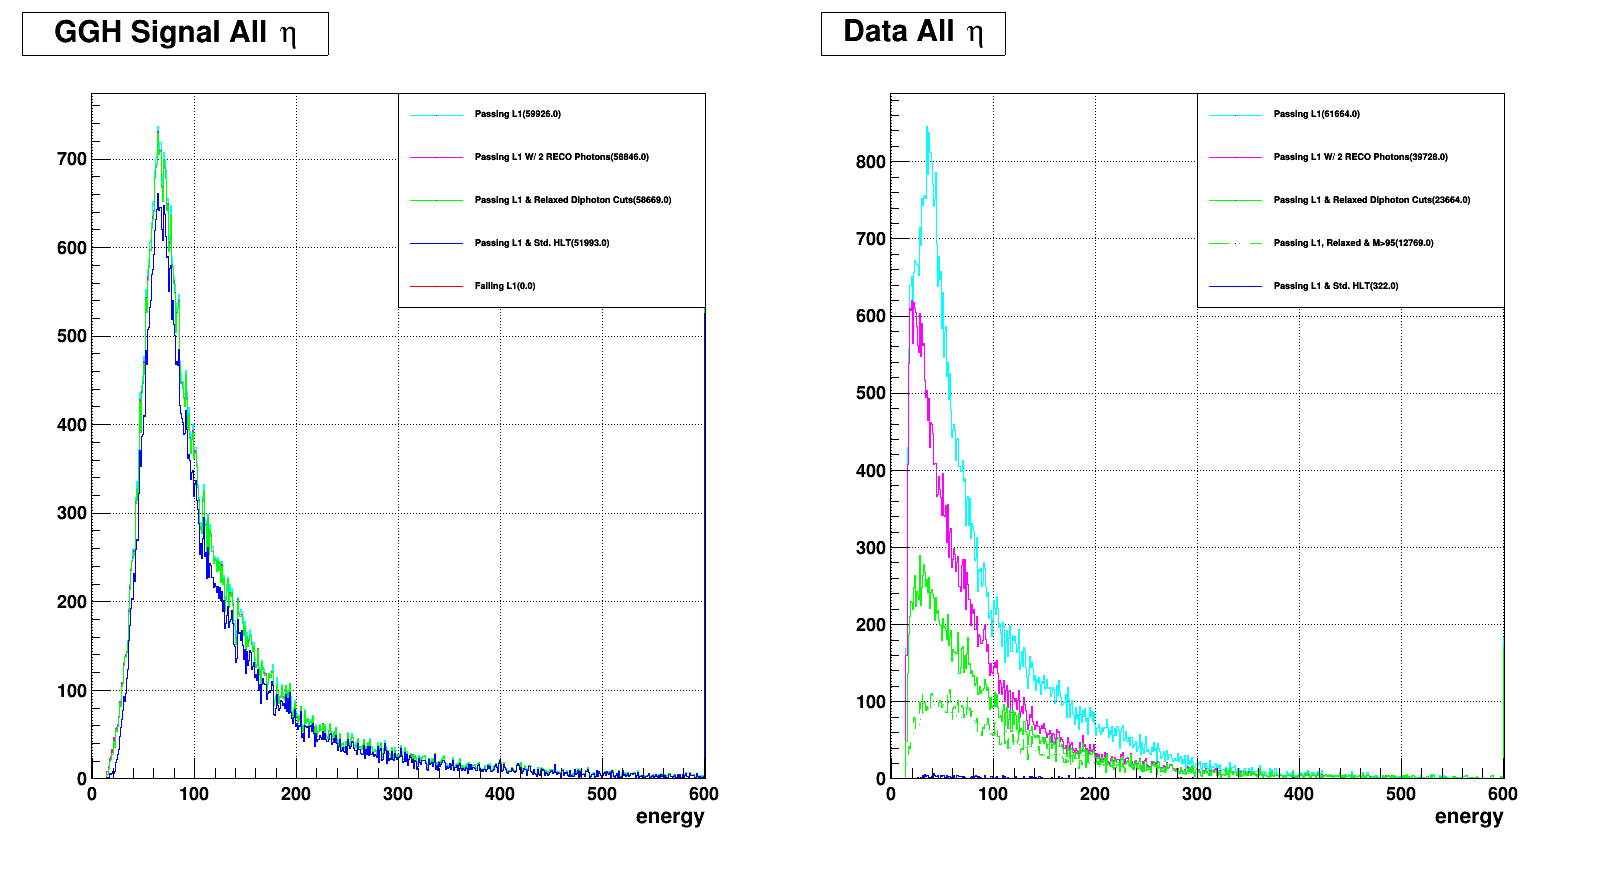 GGH Signal All η
Passing L1(59926.0)
Passing L1 W/ 2 RECO Photons(58846.0)
Passing L1 & Relaxed Diphoton Cuts(58669.0)
Passing L1 & Std. HLT(51993.0)
Failing L1(0.0)
700
600
500
400
300
200
100
0
0 100 200 300 400 500 600
energy
Data All η
Passing L1(61664.0)
Passing L1 W/ 2 RECO Photons(39728.0)
Passing L1 & Relaxed Diphoton Cuts(23664.0)
Passing L1, Relaxed & M>95(12769.0)
Passing L1 & Std. HLT(322.0)
800
700
600
500
400
300
200
100
0
0 100 200 300 400 500 600
energy